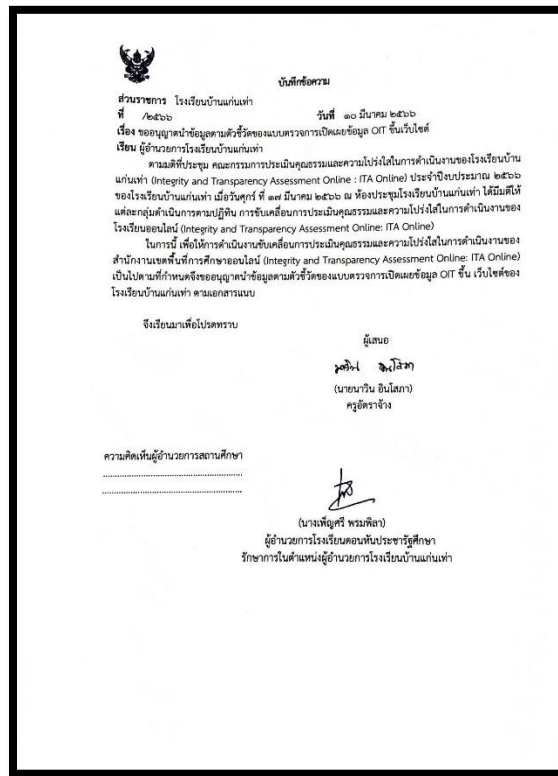 บันทึกข้อความ
ส่วนราชการ โรงเรียนบ้านแก่นเท่า
ที่ /๒๕๖๖ วันที่ ๑๐ มีนาคม ๒๕๖๖
เรื่อง ขออนุญาตนำข้อมูลตามตัวชี้วัดของแบบตรวจการเปิดเผยข้อมูล OIT ขึ้นเว็บไซต์
เรียน ผู้อำนวยการโรงเรียนบ้านแก่นเท่า
ตามมติที่ประชุม คณะกรรมการประเมินคุณธรรมและความโปร่งใสในการดำเนินงานของโรงเรียนบ้าน
แก่นเท่า (Integrity and Transparency Assessment Online : ITA Online) ประจำปีงบประมาณ ๒๕๖๖
ของโรงเรียนบ้านแก่นเท่า เมื่อวันศุกร์ ที่ ๑๗ มีนาคม ๒๕๖๖ ณ ห้องประชุมโรงเรียนบ้านแก่นเท่า ได้มีมติให้
แต่ละกลุ่มดำเนินการตามปฏิทิน การขับเคลื่อนการประเมินคุณธรรมและความโปร่งใสในการดำเนินงานของ
โรงเรียนออนไลน์ (Integrity and Transparency Assessment Online: ITA Online)
ในการนี้ เพื่อให้การดำเนินงานขับเคลื่อนการประเมินคุณธรรมและความโปร่งใสในการดำเนินงานของ
สำนักงานเขตพื้นที่การศึกษาออนไลน์ (Integrity and Transparency Assessment Online: ITA Online)
เป็นไปตามที่กำหนดจึงขออนุญาตนำข้อมูลตามตัวชี้วัดของแบบตรวจการเปิดเผยข้อมูล OIT ขึ้น เว็บไซต์ของ
โรงเรียนบ้านแก่นเท่า ตามเอกสารแนบ
จึงเรียนมาเพื่อโปรดทราบ
ผู้เสนอ
นาวิน อินโสภา
(นายนาวิน อินโสภา)
ครูอัตราจ้าง
ความคิดเห็นผู้อำนวยการสถานศึกษา
(นางเพ็ญศรี พรมพิลา)
ผู้อำนวยการโรงเรียนดอนหันประชารัฐศึกษา
รักษาการในตำแหน่งผู้อำนวยการโรงเรียนบ้านแก่นเท่า